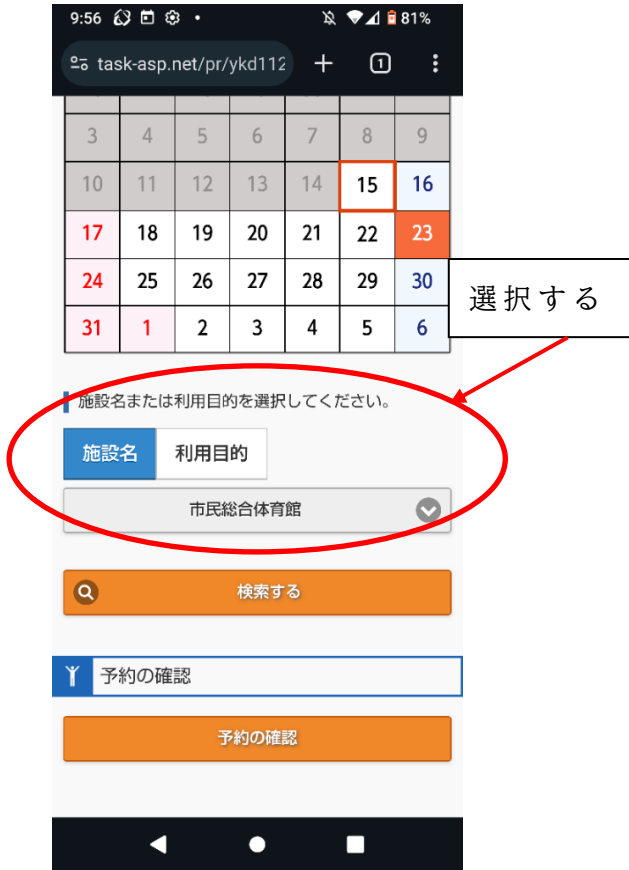 9:56 81%
task-asp.net/pr/ykd112 1
3 4 5 6 7 8 9
10 11 12 13 14 15 16
17 18 19 20 21 22 23
24 25 26 27 28 29 30
31 1 2 3 4 5 6
選択する
施設名または利用目的を選択してください。
施設名 利用目的
市民総合体育館
検索する
予約の確認
予約の確認